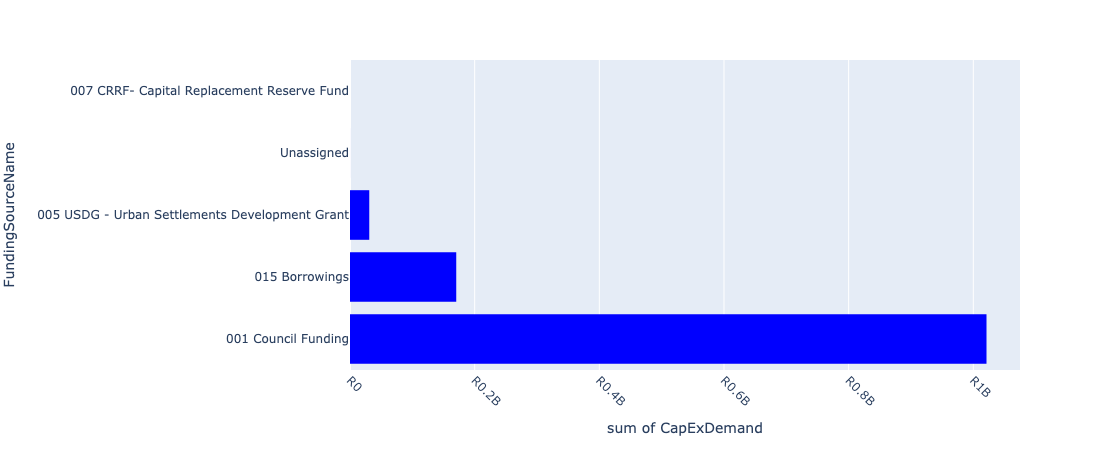 007 CRRF- Capital Replacement Reserve Fund
Unassigned
005 USDG - Urban Settlements Development Grant
015 Borrowings
001 Council Funding
FundingSourceName
R0
R0.2B
R0.4B
R0.6B
R0.8B
R1B
sum of CapExDemand